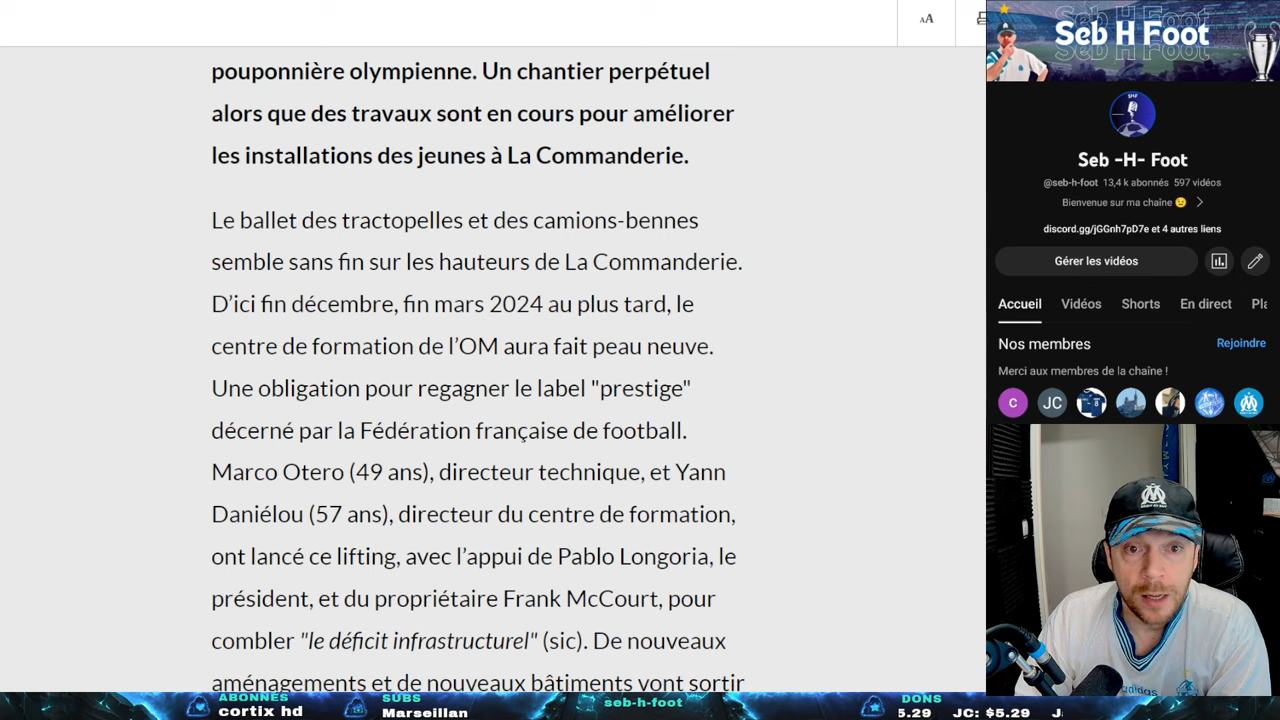 AA
pouponnière olympienne. Un chantier perpétuel
alors que des travaux sont en cours pour améliorer
les installations des jeunes à La Commanderie.
Le ballet des tractopelles et des camions-bennes
semble sans fin sur les hauteurs de La Commanderie.
D’ici fin décembre, fin mars 2024 au plus tard, le
centre de formation de l’OM aura fait peau neuve.
Une obligation pour regagner le label "prestige"
décerné par la Fédération française de football.
Marco Otero (49 ans), directeur technique, et Yann
Daniélou (57 ans), directeur du centre de formation,
ont lancé ce lifting, avec l’appui de Pablo Longoria, le
président, et du propriétaire Frank McCourt, pour
combler "le déficit infrastructurel" (sic). De nouveaux
aménagements et de nouveaux bâtiments vont sortir
Seb H Foot
SHF
Seb -H- Foot
@seb-h-foot 13,4 k abonnés 597 vidéos
Bienvenue sur ma chaîne 😉 >
discord.gg/jGGnh7pD7e et 4 autres liens
Gérer les vidéos
Accueil Vidéos Shorts En direct Pla
Nos membres Rejoindre
Merci aux membres de la chaîne !
C JC
adidas
ABONNÉS
cortix hd
SUBS
Marseillan
seb-h-foot
DONS
5.29 JC: $5.29 J